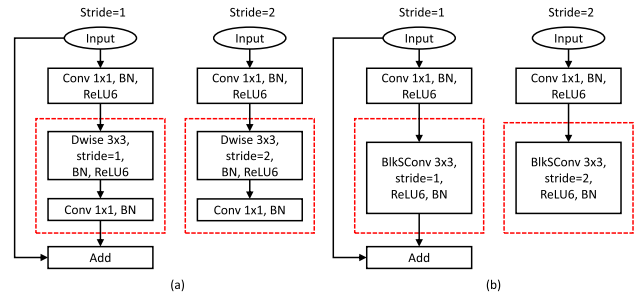 Stride=1
Input
Conv 1x1, BN,
ReLU6
Dwise 3x3,
stride=1,
BN, ReLU6
Conv 1x1, BN
Add
Stride=2
Input
Conv 1x1, BN,
ReLU6
Dwise 3x3,
stride=2,
BN, ReLU6
Conv 1x1, BN
(a)
Stride=1
Input
Conv 1x1, BN,
ReLU6
BlkSConv 3x3,
stride=1,
ReLU6, BN
Add
Stride=2
Input
Conv 1x1, BN,
ReLU6
BlkSConv 3x3,
stride=2,
ReLU6, BN
(b)